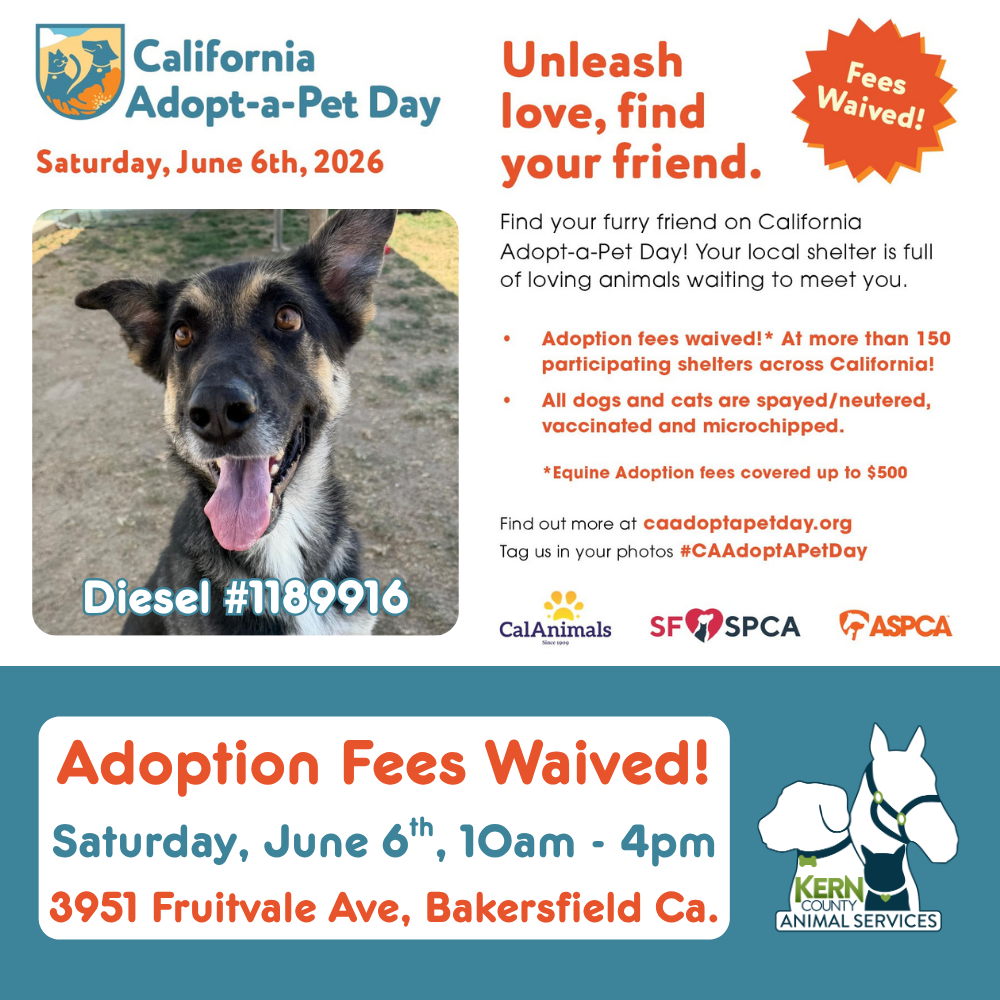 California
Adopt-a-Pet Day
Saturday, June 6th, 2026
Unleash
love, find
your friend.
Fees
Waived!
Find your furry friend on California
Adopt-a-Pet Day! Your local shelter is full
of loving animals waiting to meet you.
• Adoption fees waived!* At more than 150
participating shelters across California!
• All dogs and cats are spayed/neutered,
vaccinated and microchipped.
*Equine Adoption fees covered up to $500
Find out more at caadoptapetday.org
Tag us in your photos #CAAdoptAPetDay
Diesel #1189916
CalAnimals
Since 1909
SF SPCA
ASPCA
Adoption Fees Waived!
Saturday, June 6th, 10am - 4pm
3951 Fruitvale Ave, Bakersfield Ca.
KERN
COUNTY
ANIMAL SERVICES